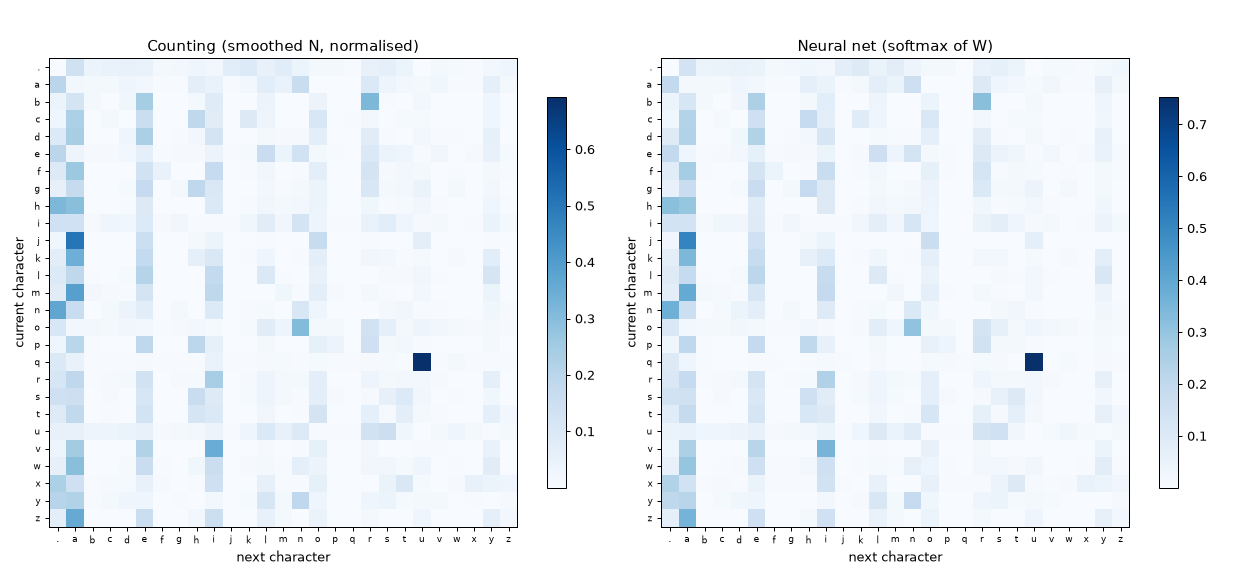 Counting (smoothed N, normalised)
current character
.
a
b
c
d
e
f
g
h
i
j
k
l
m
n
o
p
q
r
s
t
u
v
w
x
y
z
. a b c d e f g h i j k l m n o p q r s t u v w x y z
next character
0.6
0.5
0.4
0.3
0.2
0.1
Neural net (softmax of W)
current character
.
a
b
c
d
e
f
g
h
i
j
k
l
m
n
o
p
q
r
s
t
u
v
w
x
y
z
. a b c d e f g h i j k l m n o p q r s t u v w x y z
next character
0.7
0.6
0.5
0.4
0.3
0.2
0.1